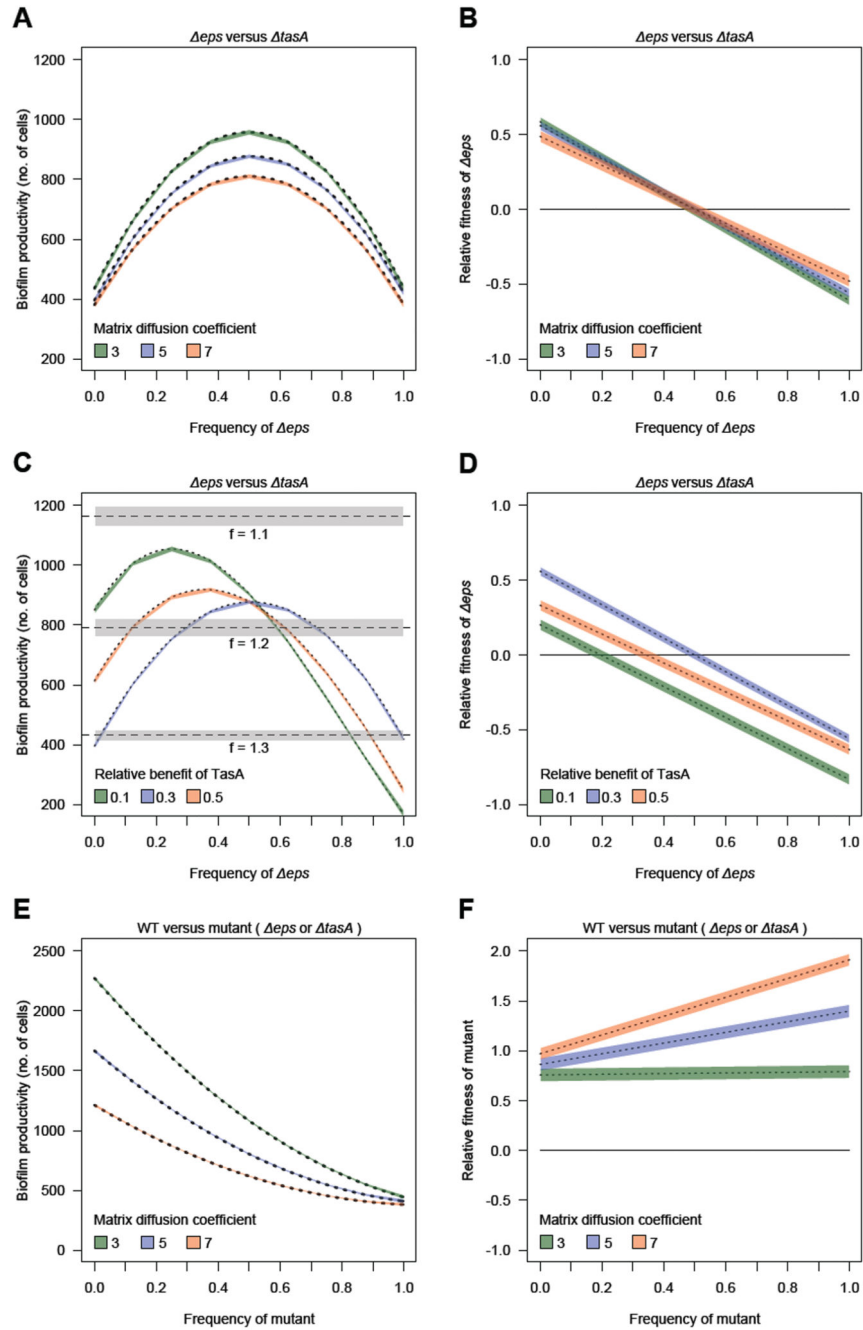 A
Δeps versus ΔtasA
Biofilm productivity (no. of cells)
1200
1000
800
600
400
200
Matrix diffusion coefficient
3 5 7
0.0 0.2 0.4 0.6 0.8 1.0
Frequency of Δeps
B
Δeps versus ΔtasA
Relative fitness of Δeps
1.0
0.5
0.0
-0.5
-1.0
Matrix diffusion coefficient
3 5 7
0.0 0.2 0.4 0.6 0.8 1.0
Frequency of Δeps
C
Δeps versus ΔtasA
Biofilm productivity (no. of cells)
1200
1000
800
600
400
200
f = 1.1
f = 1.2
f = 1.3
Relative benefit of TasA
0.1 0.3 0.5
0.0 0.2 0.4 0.6 0.8 1.0
Frequency of Δeps
D
Δeps versus ΔtasA
Relative fitness of Δeps
1.0
0.5
0.0
-0.5
-1.0
Relative benefit of TasA
0.1 0.3 0.5
0.0 0.2 0.4 0.6 0.8 1.0
Frequency of Δeps
E
WT versus mutant ( Δeps or ΔtasA )
Biofilm productivity (no. of cells)
2500
2000
1500
1000
500
0
Matrix diffusion coefficient
3 5 7
0.0 0.2 0.4 0.6 0.8 1.0
Frequency of mutant
F
WT versus mutant ( Δeps or ΔtasA )
Relative fitness of mutant
2.0
1.5
1.0
0.5
0.0
-0.5
-1.0
Matrix diffusion coefficient
3 5 7
0.0 0.2 0.4 0.6 0.8 1.0
Frequency of mutant